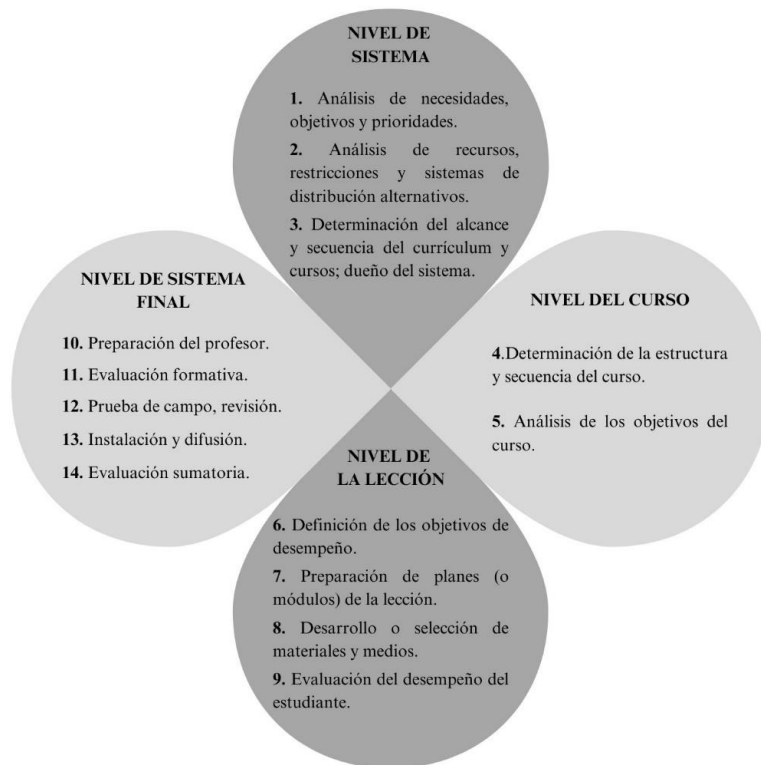 NIVEL DE
SISTEMA
1. Análisis de necesidades,
objetivos y prioridades.
2. Análisis de recursos,
restricciones y sistemas de
distribución alternativos.
3. Determinación del alcance
y secuencia del currículum y
cursos; dueño del sistema.
NIVEL DEL CURSO
4.Determinación de la estructura
y secuencia del curso.
5. Análisis de los objetivos del
curso.
NIVEL DE
LA LECCIÓN
6. Definición de los objetivos de
desempeño.
7. Preparación de planes (o
módulos) de la lección.
8. Desarrollo o selección de
materiales y medios.
9. Evaluación del desempeño del
estudiante.
NIVEL DE SISTEMA
FINAL
10. Preparación del profesor.
11. Evaluación formativa.
12. Prueba de campo, revisión.
13. Instalación y difusión.
14. Evaluación sumatoria.